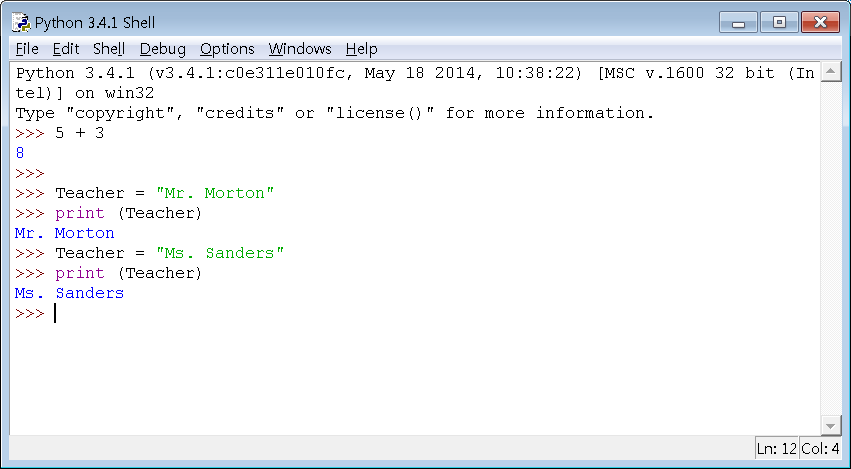 Python 3.4.1 Shell
File Edit Shell Debug Options Windows Help
Python 3.4.1 (v3.4.1:c0e311e010fc, May 18 2014, 10:38:22) [MSC v.1600 32 bit (In
tel)] on win32
Type "copyright", "credits" or "license()" for more information.
>>> 5 + 3
8
>>>
>>> Teacher = "Mr. Morton"
>>> print (Teacher)
Mr. Morton
>>> Teacher = "Ms. Sanders"
>>> print (Teacher)
Ms. Sanders
>>>
Ln: 12 Col: 4